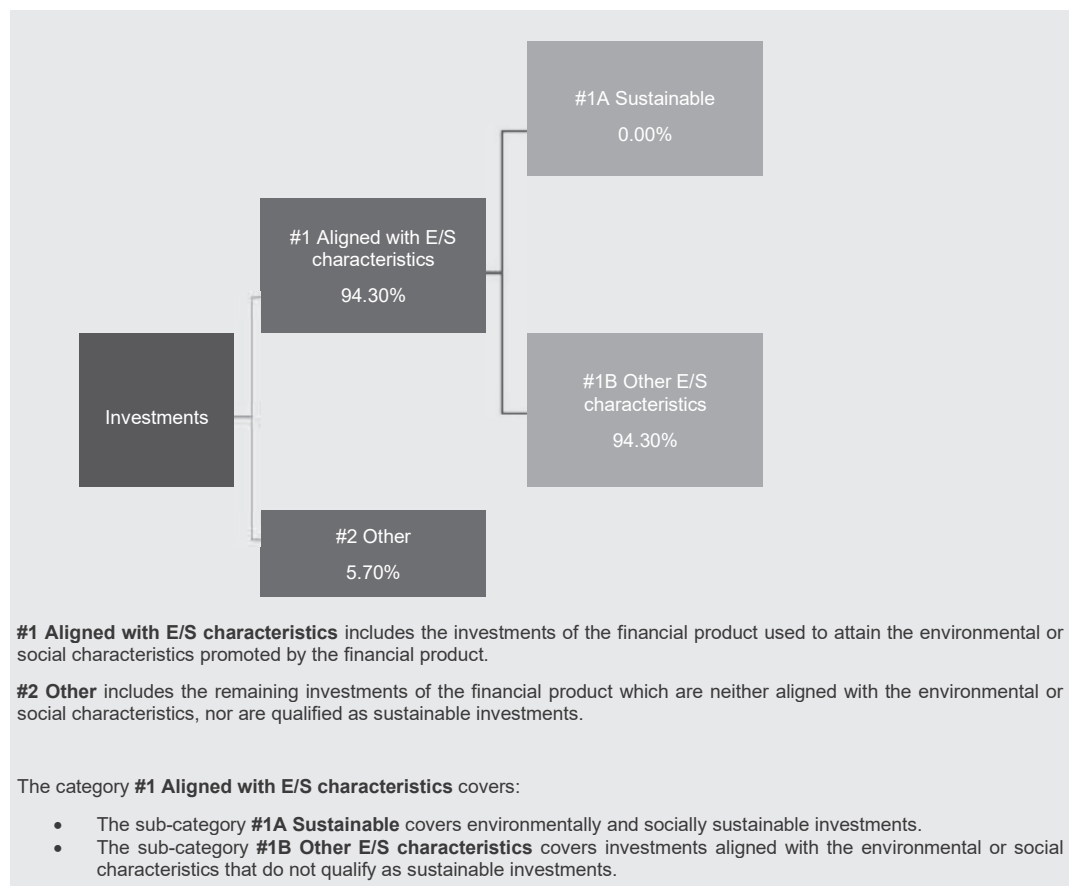 #1A Sustainable
0.00%
#1 Aligned with E/S
characteristics
94.30%
Investments
#1B Other E/S
characteristics
94.30%
#2 Other
5.70%
#1 Aligned with E/S characteristics includes the investments of the financial product used to attain the environmental or
social characteristics promoted by the financial product.
#2 Other includes the remaining investments of the financial product which are neither aligned with the environmental or
social characteristics, nor are qualified as sustainable investments.
The category #1 Aligned with E/S characteristics covers:
• The sub-category #1A Sustainable covers environmentally and socially sustainable investments.
• The sub-category #1B Other E/S characteristics covers investments aligned with the environmental or social
characteristics that do not qualify as sustainable investments.